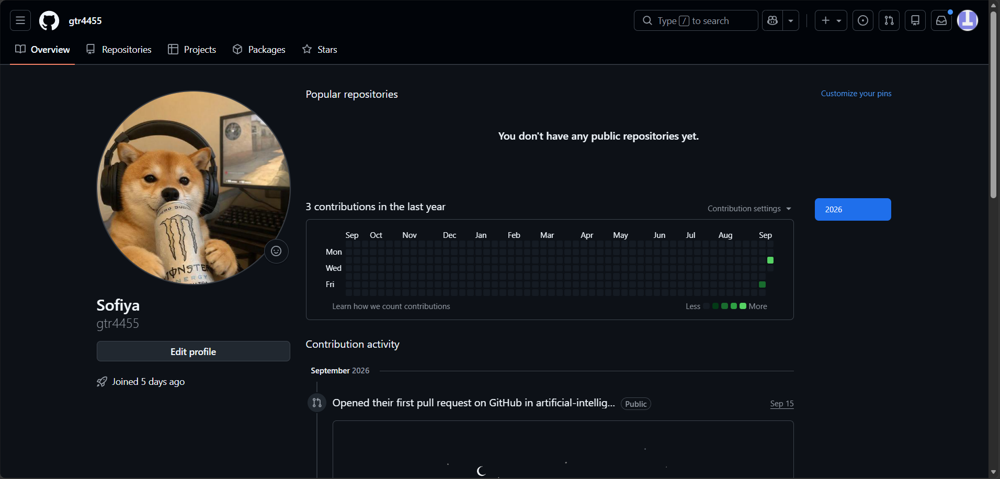 gtr4455
Type / to search
Overview
Repositories
Projects
Packages
Stars
Popular repositories
Customize your pins
You don't have any public repositories yet.
ZERO SUGAR
MONSTER
ENERGY
Sofiya
gtr4455
Edit profile
Joined 5 days ago
3 contributions in the last year
Contribution settings
2026
Sep Oct Nov Dec Jan Feb Mar Apr May Jun Jul Aug Sep
Mon
Wed
Fri
Learn how we count contributions
Less More
Contribution activity
September 2026
Opened their first pull request on GitHub in artificial-intellig... Public
Sep 15